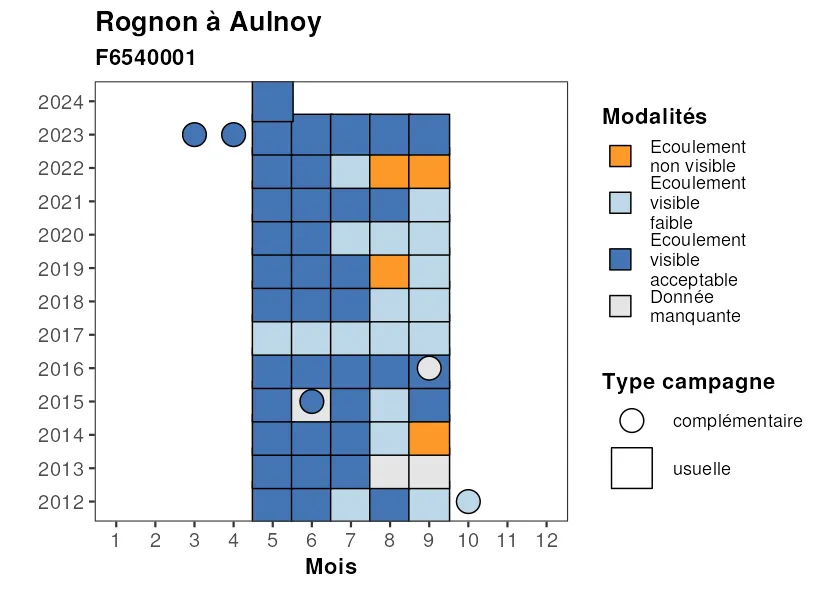 Rognon à Aulnoy
F6540001
2024
2023
2022
2021
2020
2019
2018
2017
2016
2015
2014
2013
2012
1 2 3 4 5 6 7 8 9 10 11 12
Mois
Modalités
Ecoulement
non visible
Ecoulement
visible
faible
Ecoulement
visible
acceptable
Donnée
manquante
Type campagne
complémentaire
usuelle